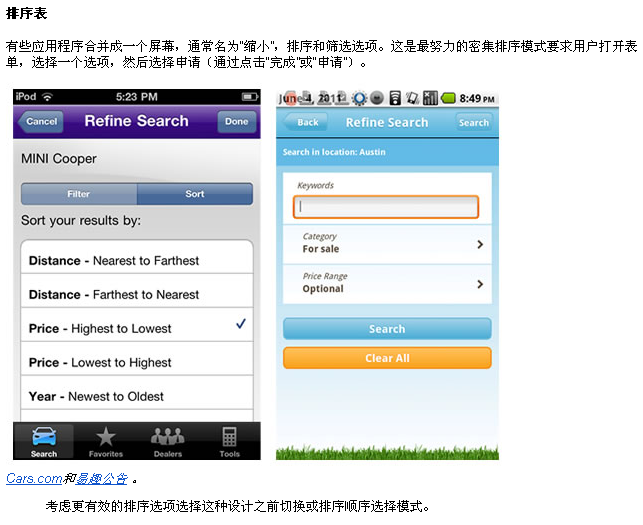 排序表
有些应用程序合并成一个屏幕，通常名为"缩小"，排序和筛选选项。这是最努力的密集排序模式要求用户打开表
单，选择一个选项，然后选择申请（通过点击"完成"或"申请"）。
iPod 5:23 PM
Cancel Refine Search Done
MINI Cooper
Filter Sort
Sort your results by:
Distance - Nearest to Farthest
Distance - Farthest to Nearest
Price - Highest to Lowest
Price - Lowest to Highest
Year - Newest to Oldest
Search Favorites Dealers Tools
June 4, 2011 8:49 PM
Back Refine Search Search
Search in location: Austin
Keywords
Category
For sale
Price Range
Optional
Search
Clear All
Cars.com和易趣公告 。
考虑更有效的排序选项选择这种设计之前切换或排序顺序选择模式。